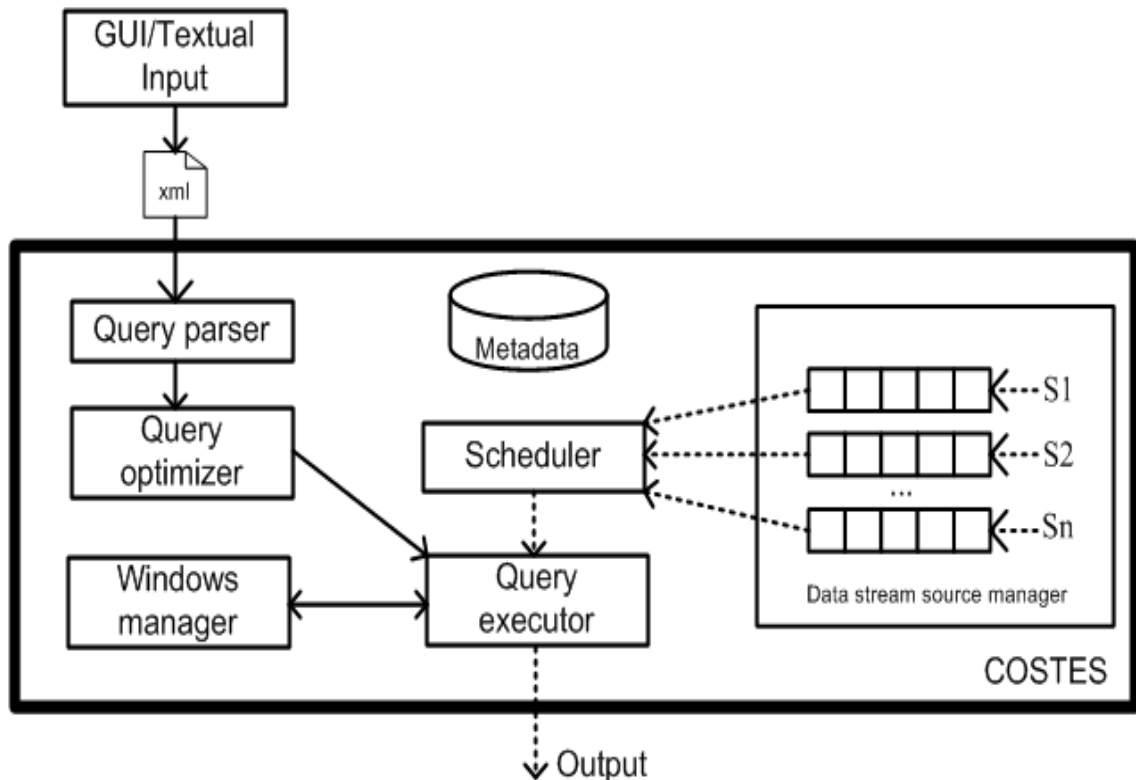 GUI/Textual
Input
xml
Query parser
Metadata
S1
Query
optimizer
Scheduler
S2
...
Sn
Windows
manager
Query
executor
Data stream source manager
COSTES
Output